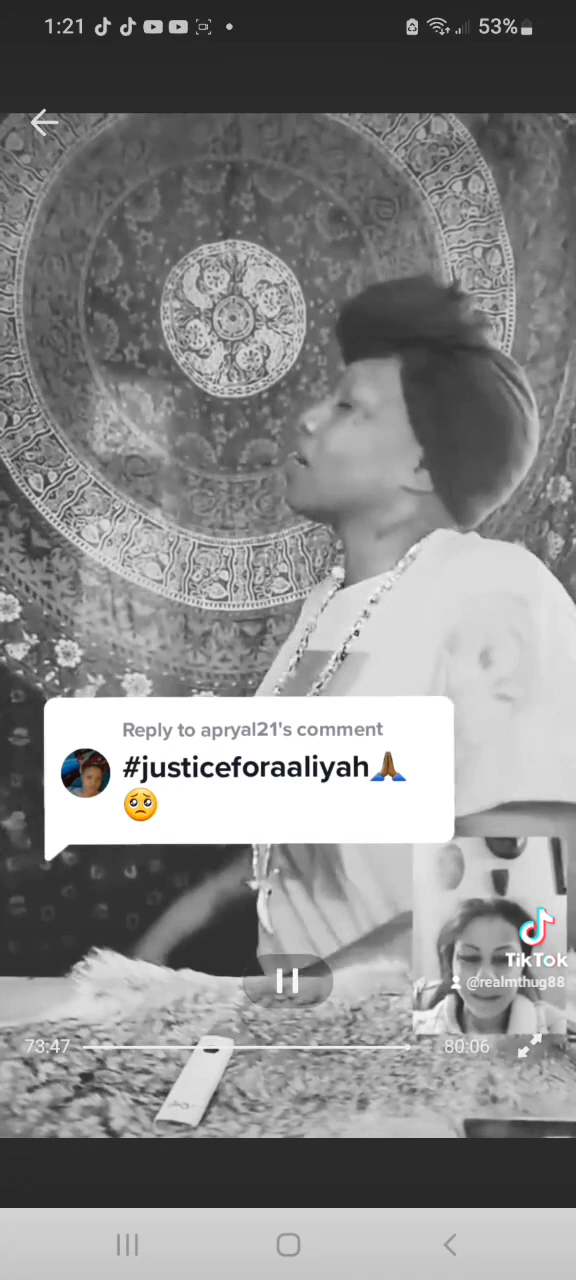 1:21
53%
Reply to apryal21's comment
#justiceforaaliyah🙏🏾
🥺
TikTok
@realmthug88
73:47
80:06